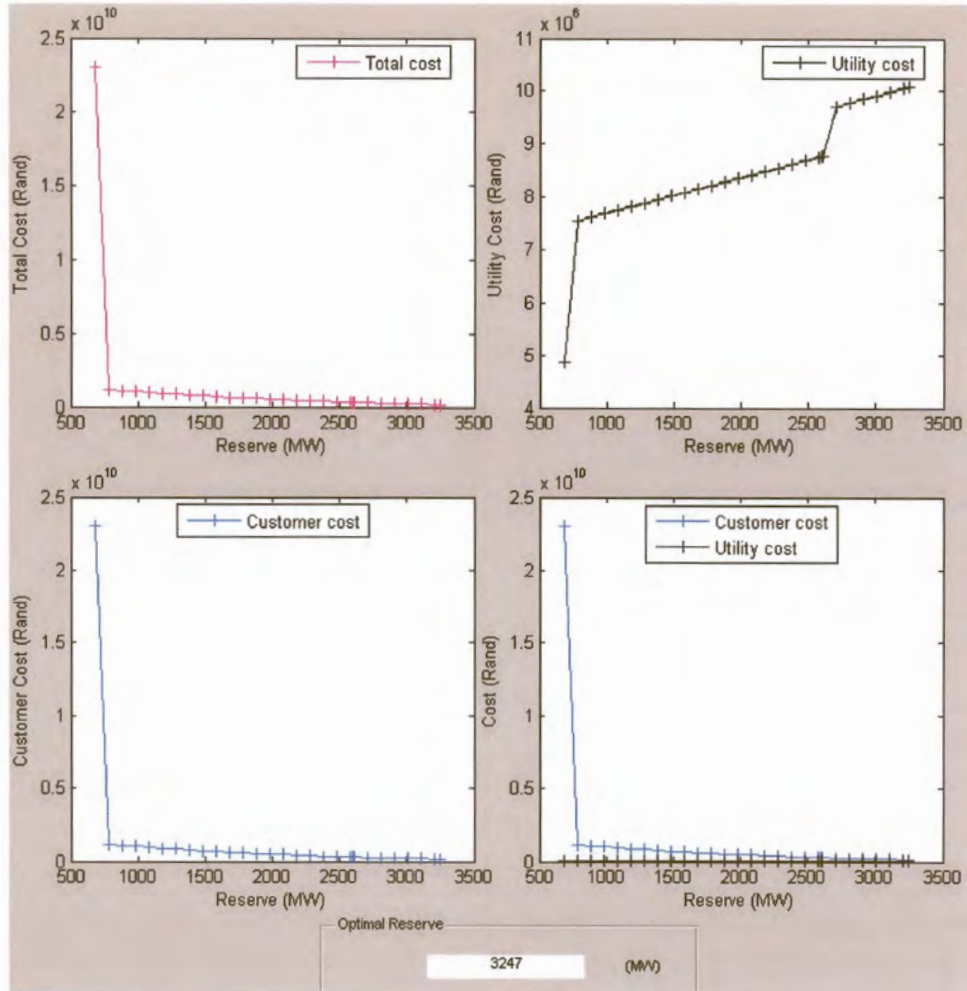 x 10^10
2.5
2
1.5
1
0.5
0
Total Cost (Rand)
Total cost
500 1000 1500 2000 2500 3000 3500
Reserve (MW)
x 10^6
11
10
9
8
7
6
5
4
Utility Cost (Rand)
Utility cost
500 1000 1500 2000 2500 3000 3500
Reserve (MW)
x 10^10
2.5
2
1.5
1
0.5
0
Customer Cost (Rand)
Customer cost
500 1000 1500 2000 2500 3000 3500
Reserve (MW)
x 10^10
2.5
2
1.5
1
0.5
0
Cost (Rand)
Customer cost
Utility cost
500 1000 1500 2000 2500 3000 3500
Reserve (MW)
Optimal Reserve
3247 (MW)